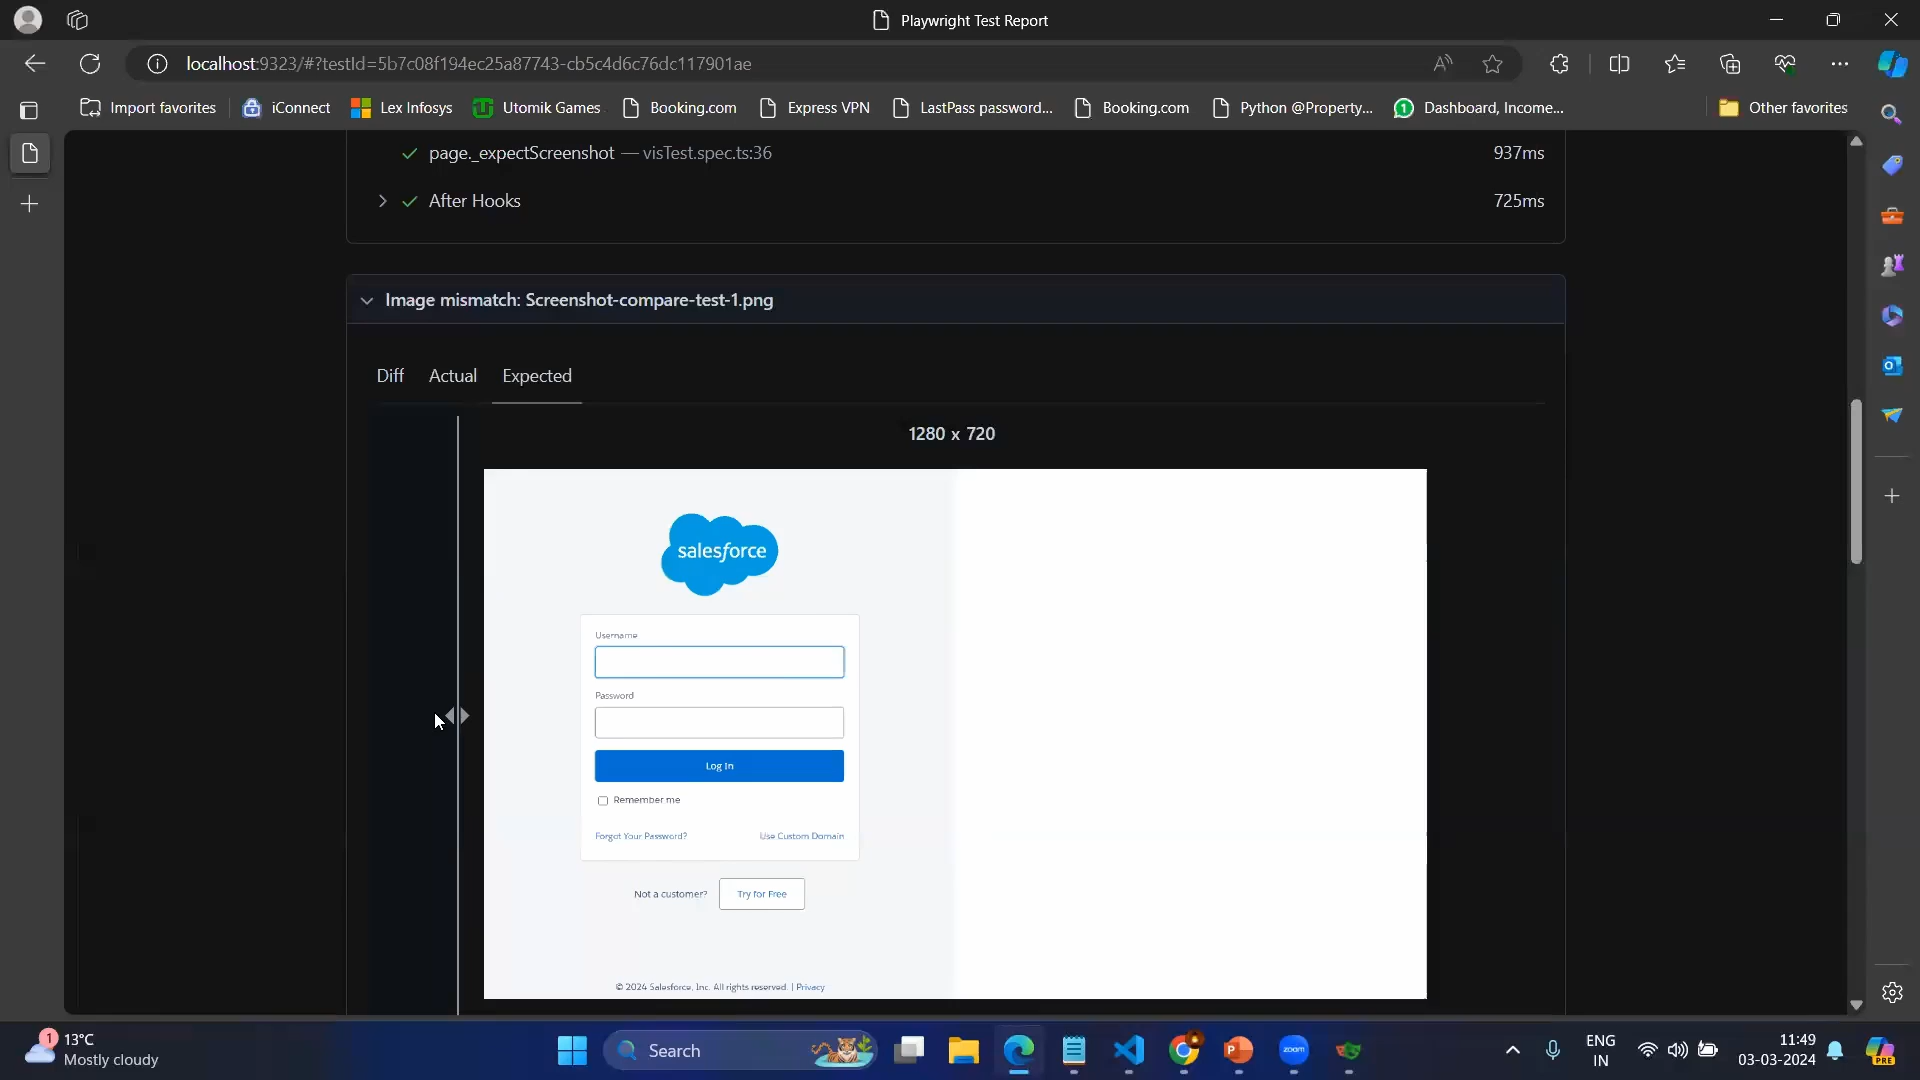 Playwright Test Report
localhost:9323/#?testId=5b7c08f194ec25a87743-cb5c4d6c76dc117901ae
Import favorites
iConnect
Lex Infosys
Utomik Games
Booking.com
Express VPN
LastPass password...
Booking.com
Python @Property,...
Dashboard, Income...
Other favorites
page._expectScreenshot — visTest.spec.ts:36 937ms
After Hooks 725ms
Image mismatch: Screenshot-compare-test-1.png
Diff Actual Expected
1280 x 720
salesforce
Username
Password
Log In
Remember me
Forgot Your Password? Use Custom Domain
Not a customer? Try for Free
© 2024 Salesforce, Inc. All rights reserved. | Privacy
1
13°C
Mostly cloudy
Search
zoom
ENG
IN
11:49
03-03-2024
PRE